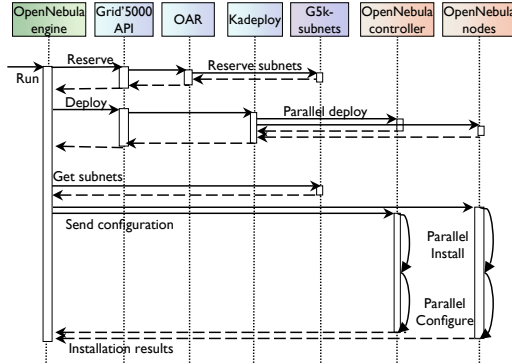 OpenNebula
engine
Grid'5000
API
OAR
Kadeploy
G5k-
subnets
OpenNebula
controller
OpenNebula
nodes
Run
Reserve
Reserve subnets
Deploy
Parallel deploy
Get subnets
Send configuration
Parallel
Install
Parallel
Configure
Installation results